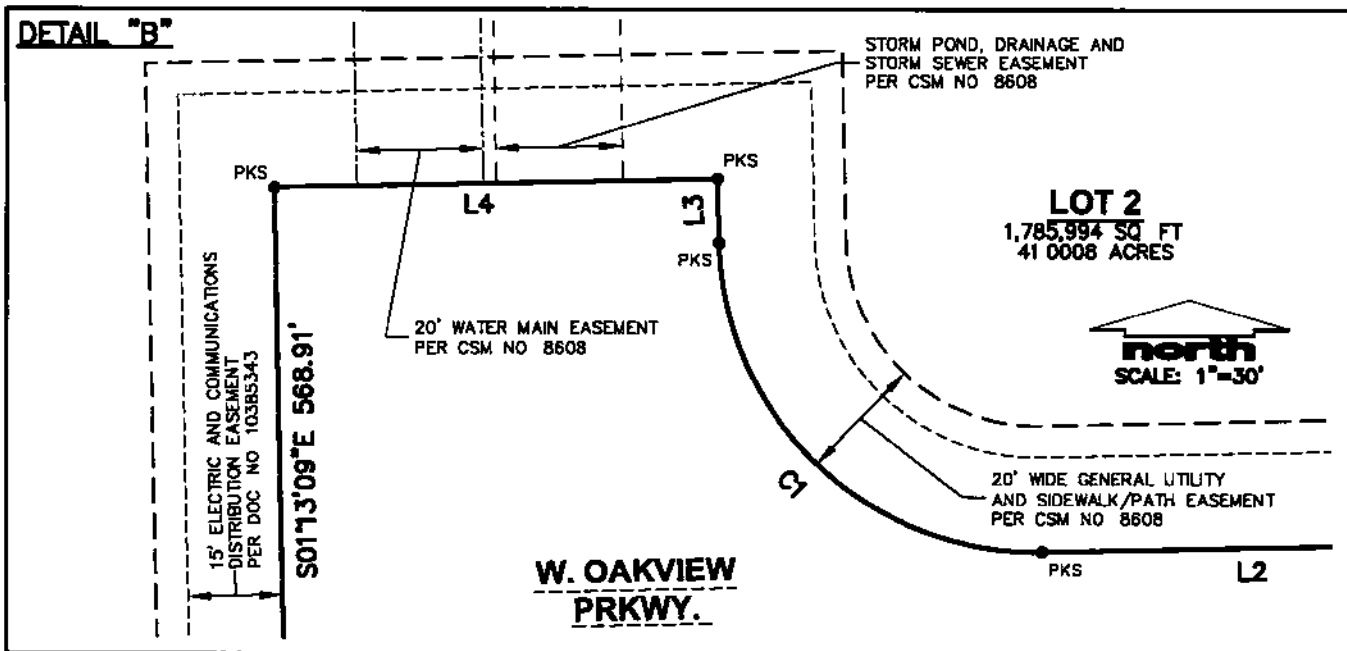 DETAIL "B"
STORM POND, DRAINAGE AND
STORM SEWER EASEMENT
PER CSM NO 8608
PKS
PKS
L4
L3
PKS
LOT 2
1,785,994 SQ FT
41 0008 ACRES
15' ELECTRIC AND COMMUNICATIONS
DISTRIBUTION EASEMENT
PER DOC NO 10385343
S01°13'09"E 568.91'
20' WATER MAIN EASEMENT
PER CSM NO 8608
north
SCALE: 1"=30'
C1
20' WIDE GENERAL UTILITY
AND SIDEWALK/PATH EASEMENT
PER CSM NO 8608
W. OAKVIEW
PRKWY.
PKS
L2